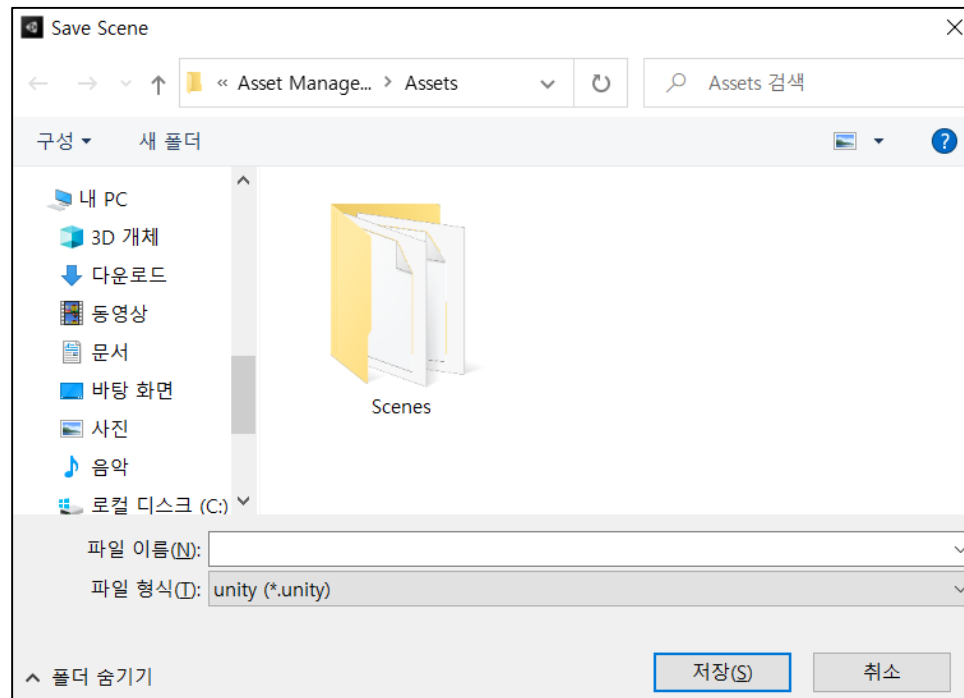 Save Scene
« Asset Manage... > Assets
Assets 검색
구성
새 폴더
내 PC
3D 개체
다운로드
동영상
문서
바탕 화면
사진
음악
로컬 디스크 (C:)
Scenes
파일 이름(N):
파일 형식(T): unity (*.unity)
폴더 숨기기
저장(S)
취소